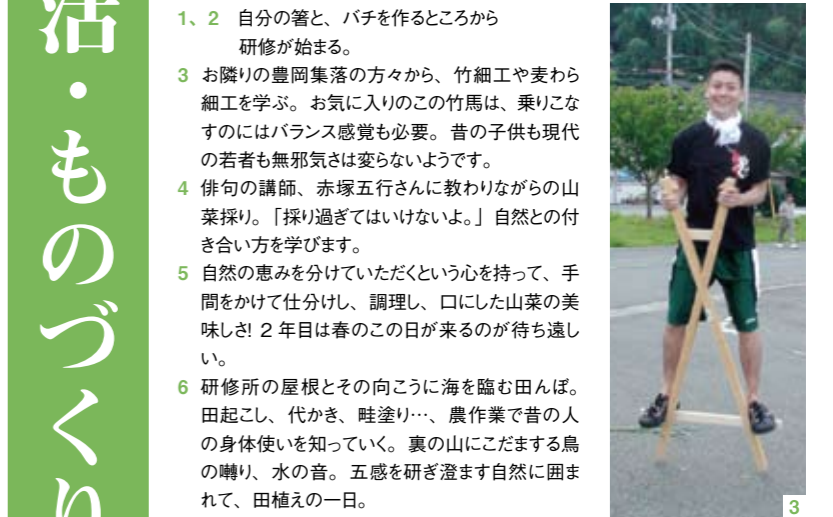 活・ものづくり
1、2 自分の箸と、バチを作るところから
研修が始まる。
3 お隣りの豊岡集落の方々から、竹細工や麦わら
細工を学ぶ。お気に入りのこの竹馬は、乗りこな
すのにはバランス感覚も必要。昔の子供も現代
の若者も無邪気さは変らないようです。
4 俳句の講師、赤塚五行さんに教わりながらの山
菜採り。「採り過ぎてはいけないよ。」自然との付
き合い方を学びます。
5 自然の恵みを分けていただくという心を持って、手
間をかけて仕分けし、調理し、口にした山菜の美
味しさ! 2 年目は春のこの日が来るのが待ち遠し
い。
6 研修所の屋根とその向こうに海を臨む田んぼ。
田起こし、代かき、畦塗り…、農作業で昔の人
の身体使いを知っていく。裏の山にこだまする鳥
の囀り、水の音。五感を研ぎ澄ます自然に囲ま
れて、田植えの一日。
3